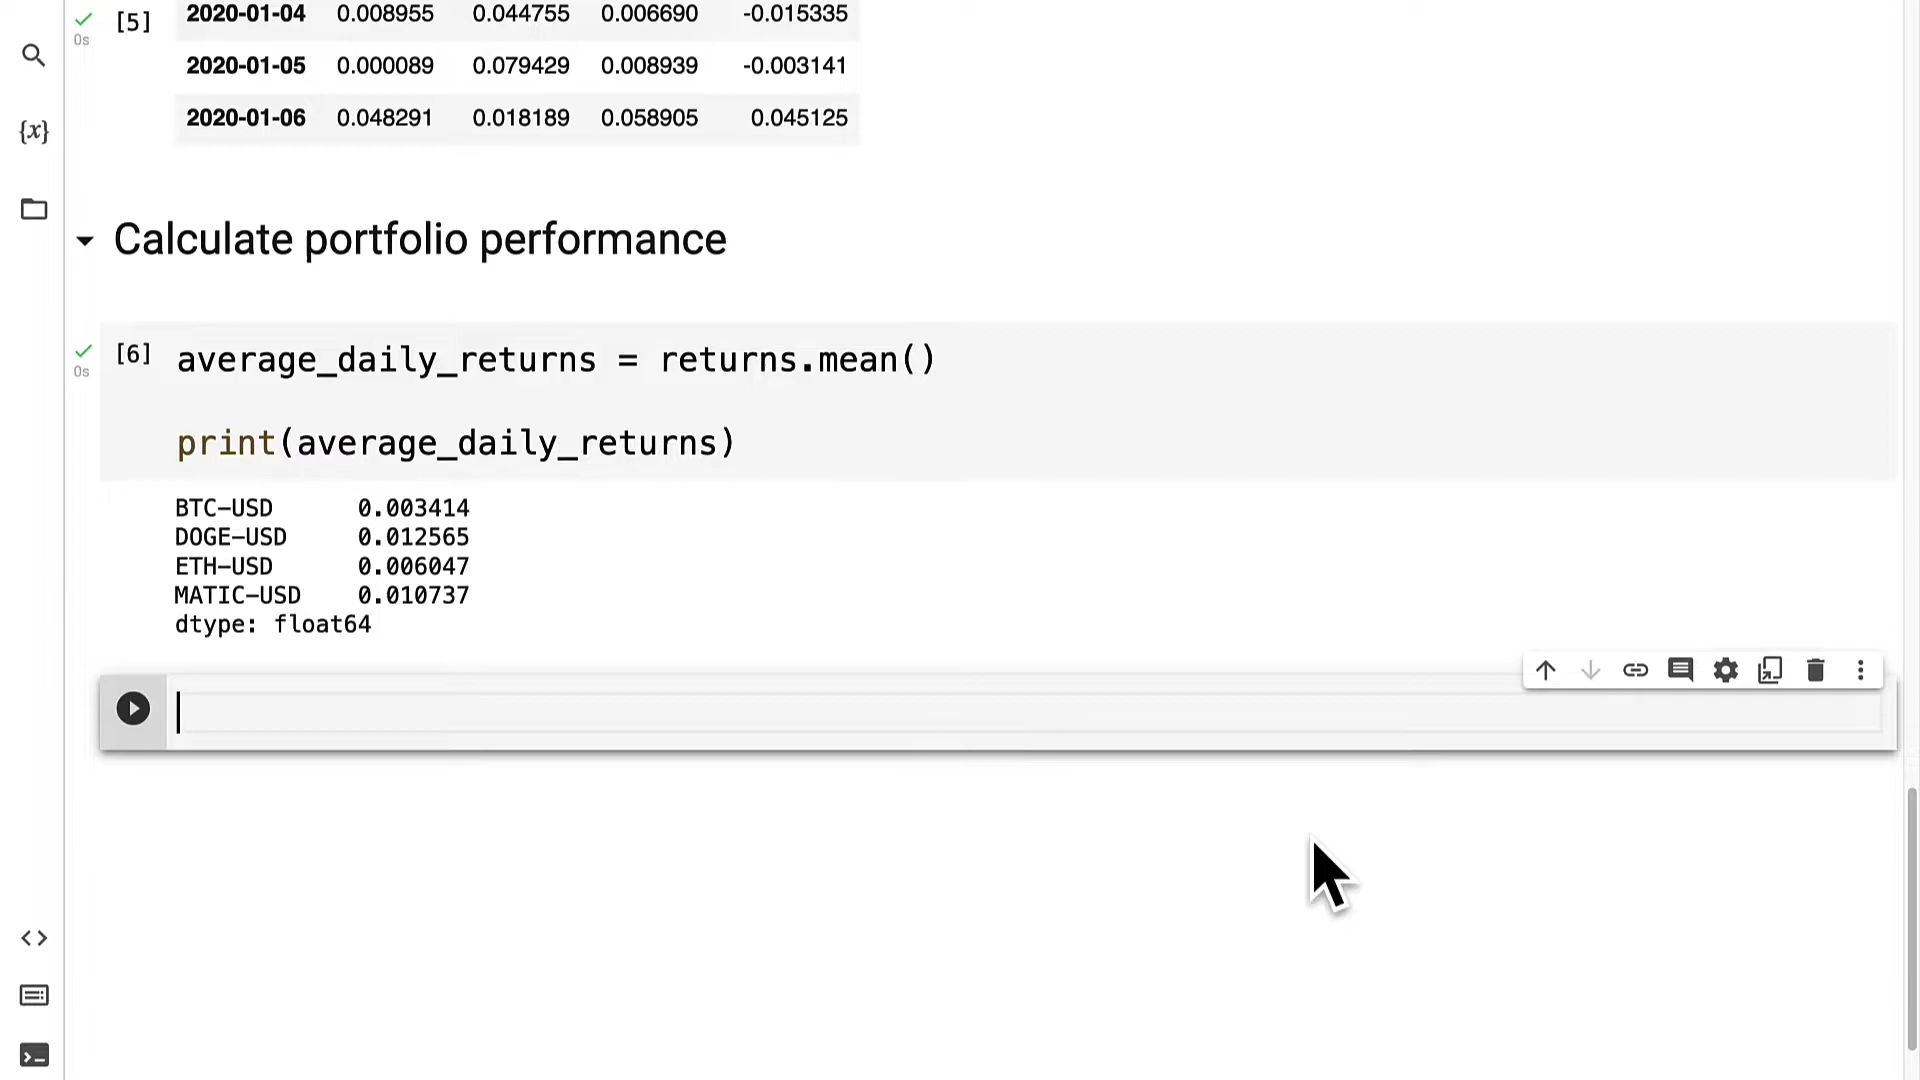 [5]
0s
2020-01-04 0.008955 0.044755 0.006690 -0.015335
2020-01-05 0.000089 0.079429 0.008939 -0.003141
2020-01-06 0.048291 0.018189 0.058905 0.045125
{x}
Calculate portfolio performance
[6] average_daily_returns = returns.mean()
0s
print(average_daily_returns)
BTC-USD 0.003414
DOGE-USD 0.012565
ETH-USD 0.006047
MATIC-USD 0.010737
dtype: float64